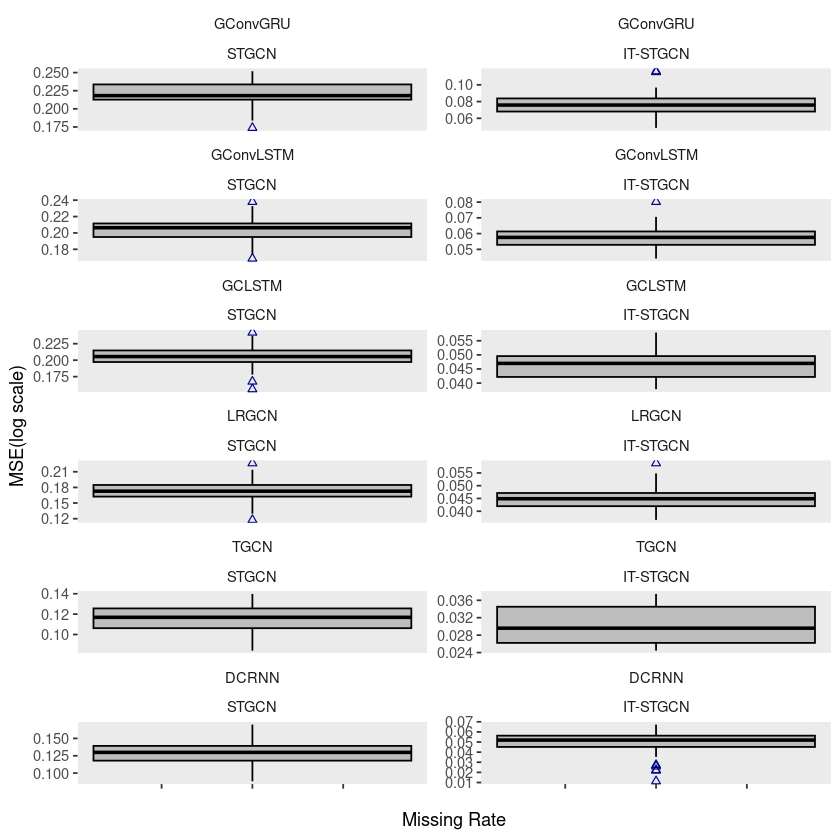 GConvGRU
STGCN
0.250
0.225
0.200
0.175
GConvGRU
IT-STGCN
0.10
0.08
0.06
GConvLSTM
STGCN
0.24
0.22
0.20
0.18
GConvLSTM
IT-STGCN
0.08
0.07
0.06
0.05
GCLSTM
STGCN
0.225
0.200
0.175
GCLSTM
IT-STGCN
0.055
0.050
0.045
0.040
LRGCN
STGCN
0.21
0.18
0.15
0.12
LRGCN
IT-STGCN
0.055
0.050
0.045
0.040
TGCN
STGCN
0.14
0.12
0.10
TGCN
IT-STGCN
0.036
0.032
0.028
0.024
DCRNN
STGCN
0.150
0.125
0.100
DCRNN
IT-STGCN
0.07
0.06
0.05
0.04
0.03
0.02
0.01
MSE(log scale)
Missing Rate